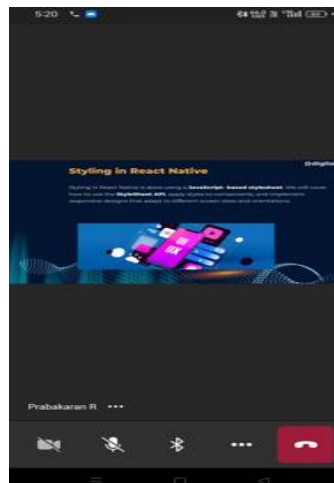 5:20
digital
Styling in React Native
Styling in React Native is done using a JavaScript- based stylesheet. We will cover
how to use the StyleSheet API, apply styles to components, and implement
responsive designs that adapt to different screen sizes and orientations.
UI
UX
Prabakaran R